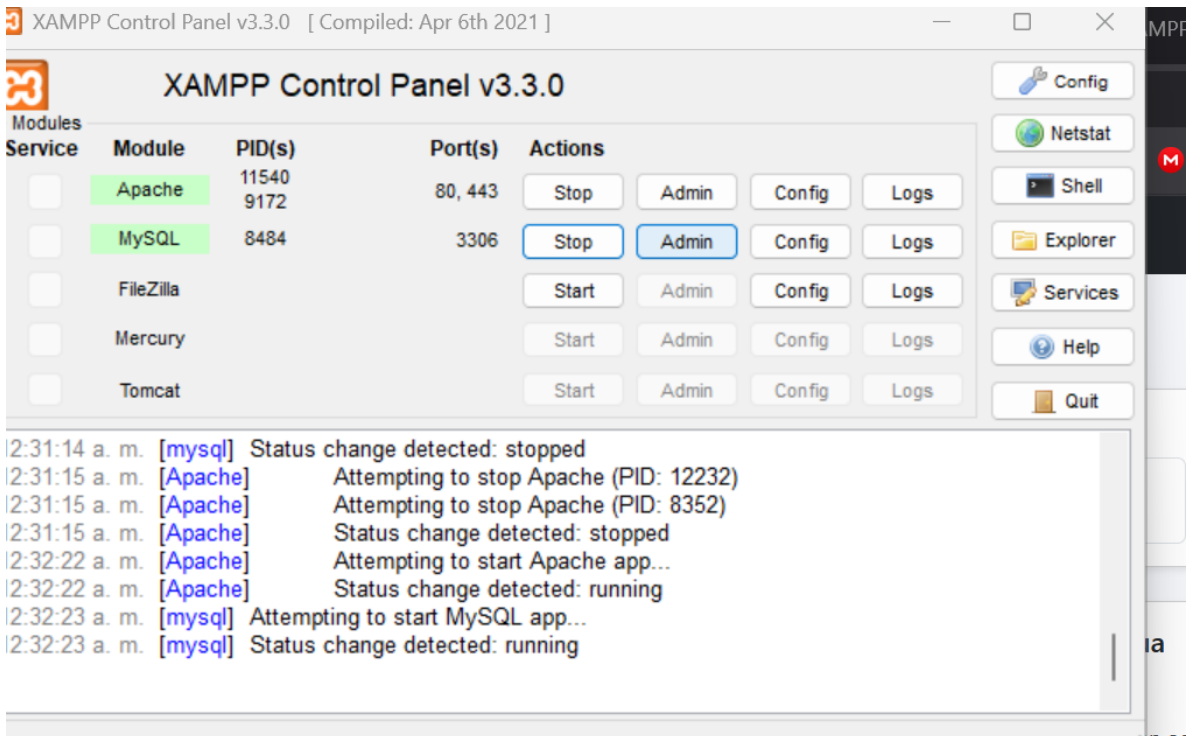 XAMPP Control Panel v3.3.0 [ Compiled: Apr 6th 2021 ]
XAMPP Control Panel v3.3.0
Config
Modules
Service Module PID(s) Port(s) Actions
Netstat
Apache 11540 9172 80, 443 Stop Admin Config Logs
Shell
MySQL 8484 3306 Stop Admin Config Logs
Explorer
FileZilla Start Admin Config Logs
Services
Mercury Start Admin Config Logs
Help
Tomcat Start Admin Config Logs
Quit
2:31:14 a. m. [mysql] Status change detected: stopped
2:31:15 a. m. [Apache] Attempting to stop Apache (PID: 12232)
2:31:15 a. m. [Apache] Attempting to stop Apache (PID: 8352)
2:31:15 a. m. [Apache] Status change detected: stopped
2:32:22 a. m. [Apache] Attempting to start Apache app...
2:32:22 a. m. [Apache] Status change detected: running
2:32:23 a. m. [mysql] Attempting to start MySQL app...
2:32:23 a. m. [mysql] Status change detected: running